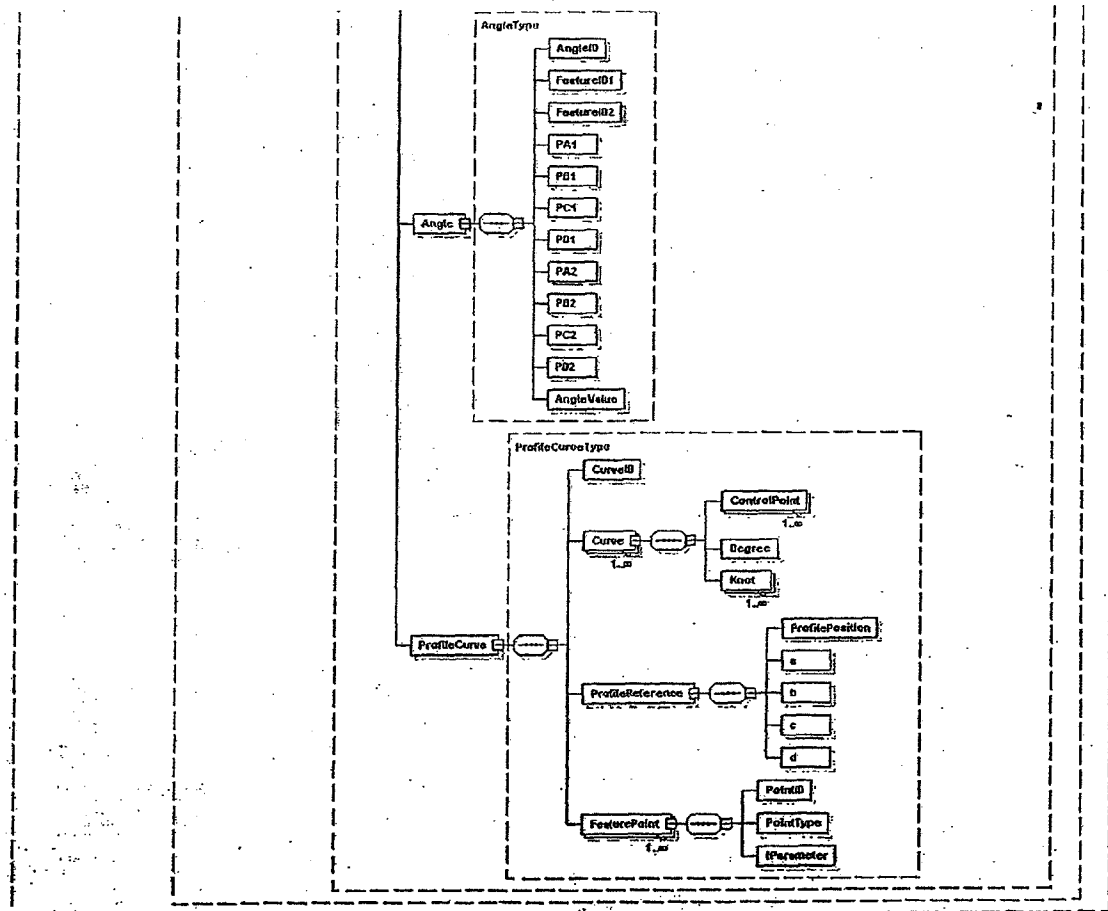 AngleType
AngleID
FeatureID1
FeatureID2
PA1
PB1
PC1
PD1
Angle
PA2
PB2
PC2
PD2
AngleValue
ProfileCurveType
CurveID
ControlPoint
1..∞
Curve
1..∞
Degree
Knot
1..∞
ProfileCurve
ProfilePosition
a
ProfileReference
b
c
d
PointID
FeaturePoint
1..∞
PointType
tParameter